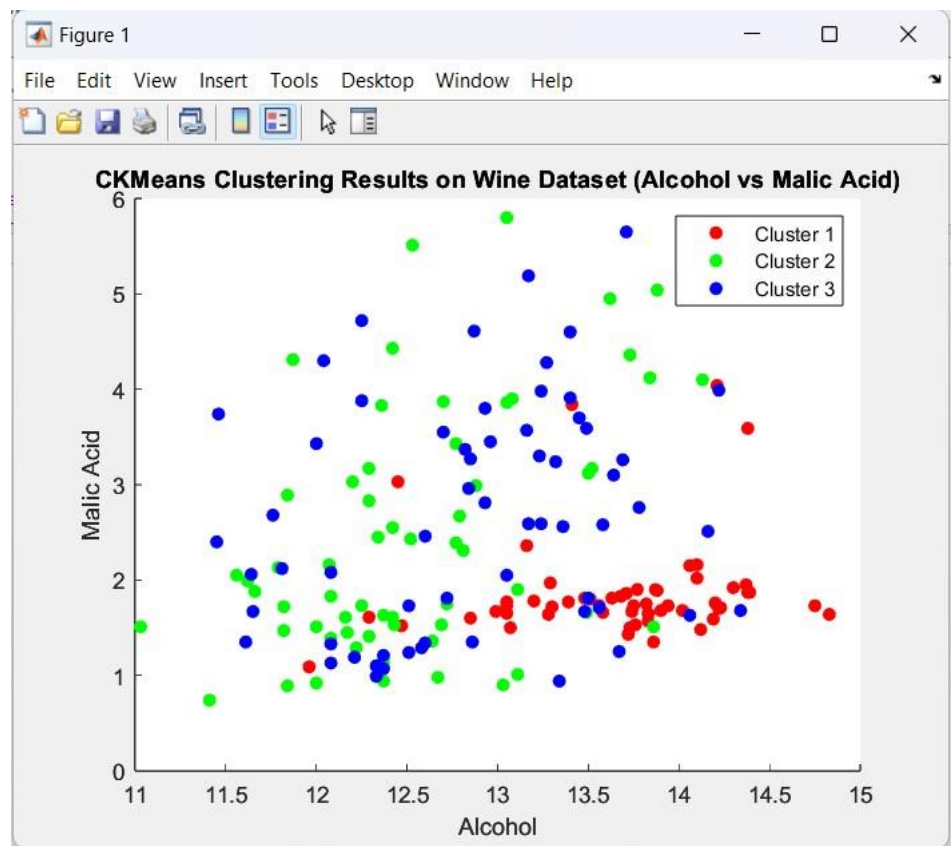 Figure 1
File Edit View Insert Tools Desktop Window Help
CKMeans Clustering Results on Wine Dataset (Alcohol vs Malic Acid)
6
5
4
3
2
1
0
Malic Acid
Cluster 1
Cluster 2
Cluster 3
11 11.5 12 12.5 13 13.5 14 14.5 15
Alcohol